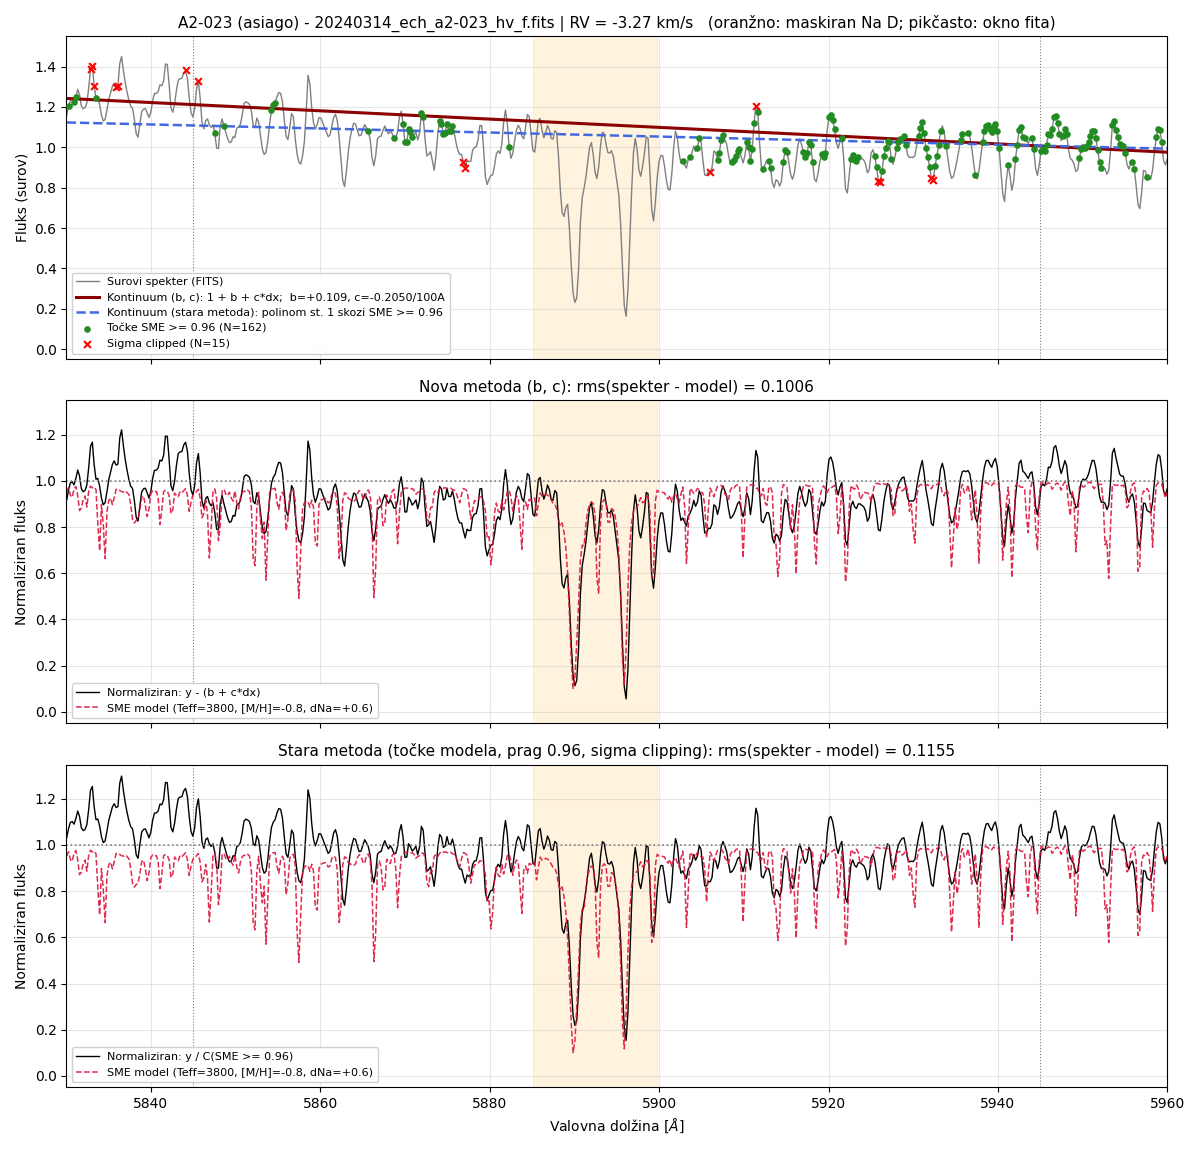 A2-023 (asiago) - 20240314_ech_a2-023_hv_f.fits | RV = -3.27 km/s   (oranžno: maskiran Na D; pikčasto: okno fita)
Fluks (surov)
1.4
1.2
1.0
0.8
0.6
0.4
0.2
0.0
Surovi spekter (FITS)
Kontinuum (b, c): 1 + b + c*dx;  b=+0.109, c=-0.2050/100A
Kontinuum (stara metoda): polinom st. 1 skozi SME >= 0.96
Točke SME >= 0.96 (N=162)
Sigma clipped (N=15)
Nova metoda (b, c): rms(spekter - model) = 0.1006
Normaliziran fluks
1.2
1.0
0.8
0.6
0.4
0.2
0.0
Normaliziran: y - (b + c*dx)
SME model (Teff=3800, [M/H]=-0.8, dNa=+0.6)
Stara metoda (točke modela, prag 0.96, sigma clipping): rms(spekter - model) = 0.1155
Normaliziran fluks
1.2
1.0
0.8
0.6
0.4
0.2
0.0
Normaliziran: y / C(SME >= 0.96)
SME model (Teff=3800, [M/H]=-0.8, dNa=+0.6)
5840 5860 5880 5900 5920 5940 5960
Valovna dolžina [Å]